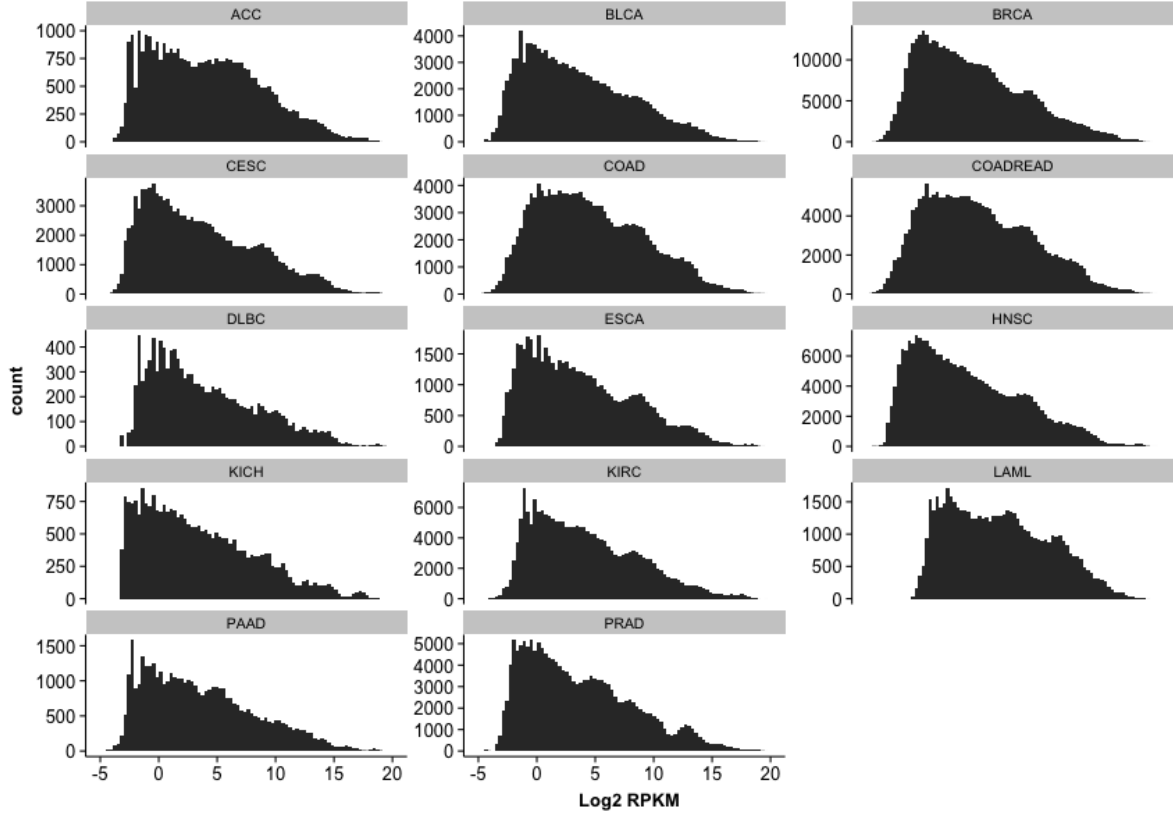 ACC BLCA BRCA
1000 4000
750 3000 10000
500 2000 5000
250 1000
0 0 0
CESC COAD COADREAD
3000 4000 4000
2000 3000 2000
1000 2000 0
0 1000
0
DLBC ESCA HNSC
400 1500 6000
300 1000 4000
200 500 2000
100 0 0
0
KICH KIRC LAML
750 6000 1500
500 4000 1000
250 2000 500
0 0 0
PAAD PRAD
1500 5000
1000 4000
500 3000
0 2000
1000
0
-5 0 5 10 15 20 -5 0 5 10 15 20
count
Log2 RPKM